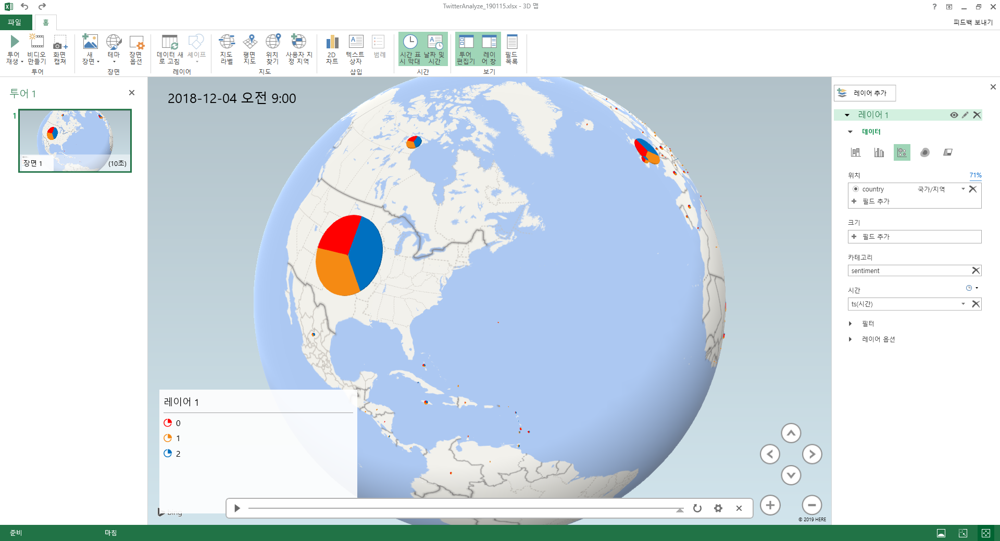 TwitterAnalyze_190115.xlsx - 3D 맵
?
파일
홈
피드백 보내기
투어
재생
비디오
만들기
화면
캡쳐
새
장면
테마
장면
옵션
데이터 새
로 고침
셰이프
지도
라벨
평면
지도
위치
찾기
사용자 지
정 지역
2D
차트
텍스트
상자
범례
시간 표
시 막대
날짜 및
시간
투어
편집기
레이
어 창
필드
목록
투어
장면
레이어
지도
삽입
시간
보기
투어 1
1
장면 1
(10초)
2018-12-04 오전 9:00
레이어 1
0
1
2
bing
© 2019 HERE
레이어 추가
레이어 1
데이터
위치
71%
country
국가/지역
필드 추가
크기
필드 추가
카테고리
sentiment
시간
ts(시간)
필터
레이어 옵션
준비
마침